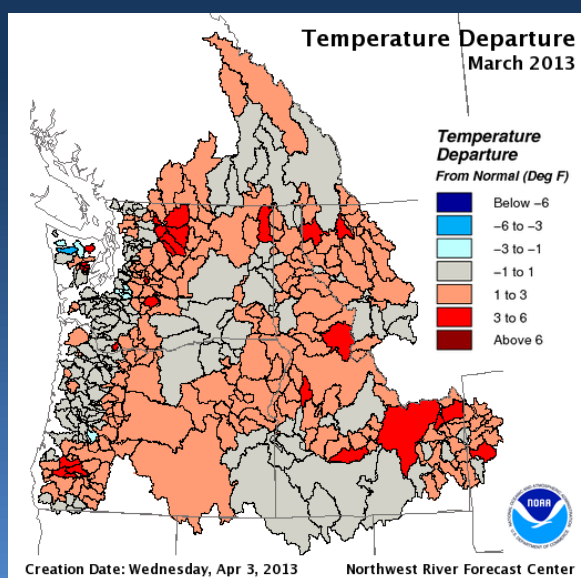 Temperature Departure
March 2013
Temperature
Departure
From Normal (Deg F)
Below −6
−6 to −3
−3 to −1
−1 to 1
1 to 3
3 to 6
Above 6
NOAA
Creation Date: Wednesday, Apr 3, 2013
Northwest River Forecast Center